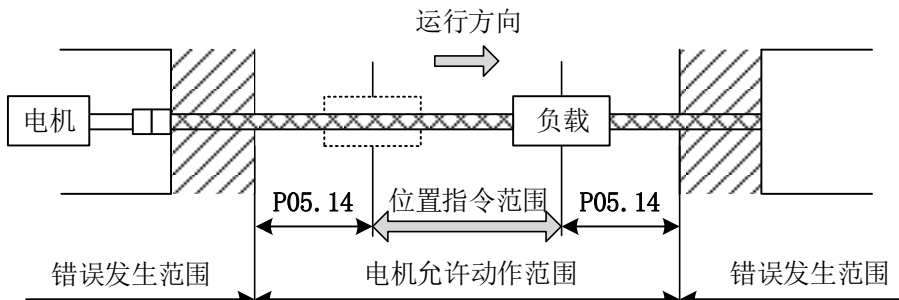 运行方向
电机
负载
P05.14
位置指令范围
P05.14
错误发生范围
电机允许动作范围
错误发生范围